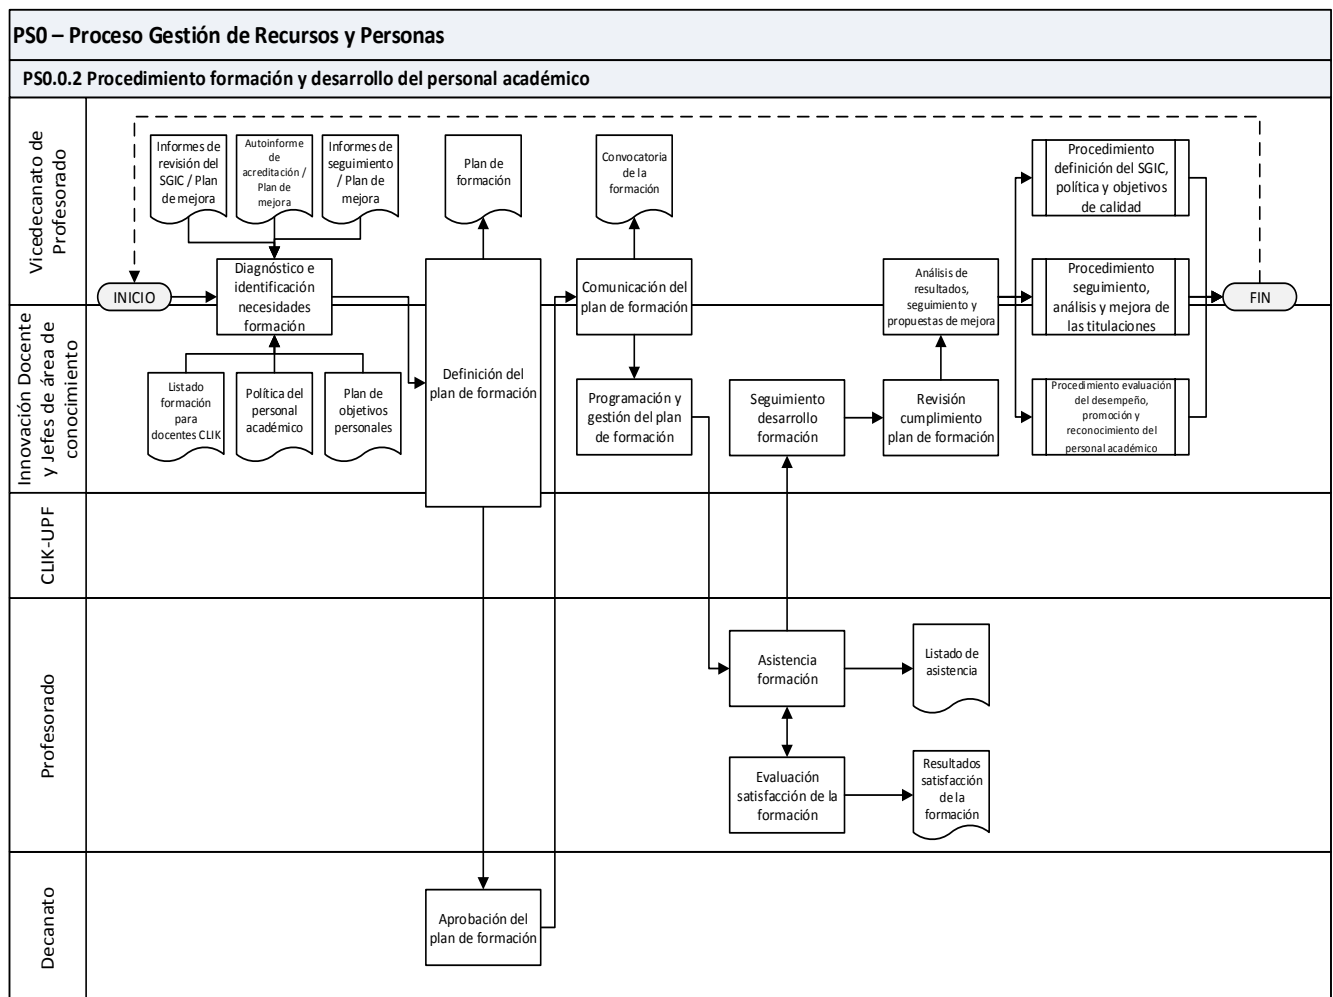 PS0 – Proceso Gestión de Recursos y Personas
PS0.0.2 Procedimiento formación y desarrollo del personal académico
Vicedecanato de
Profesorado
Informes de
revisión del
SGIC / Plan
de mejora
Autoinforme
de
acreditación /
Plan de
mejora
Informes de
seguimiento
/ Plan de
mejora
Plan de
formación
Convocatoria
de la
formación
Procedimiento
definición del SGIC,
política y objetivos
de calidad
INICIO
Diagnóstico e
identificación
necesidades
formación
Comunicación del
plan de formación
Análisis de
resultados,
seguimiento y
propuestas de mejora
Procedimiento
seguimiento,
análisis y mejora de
las titulaciones
FIN
Innovación Docente
y Jefes de área de
conocimiento
Listado
formación
para
docentes CLIK
Política del
personal
académico
Plan de
objetivos
personales
Definición del
plan de formación
Programación y
gestión del plan
de formación
Seguimiento
desarrollo
formación
Revisión
cumplimiento
plan de formación
Procedimiento evaluación
del desempeño,
promoción y
reconocimiento del
personal académico
CLIK-UPF
Profesorado
Asistencia
formación
Listado de
asistencia
Evaluación
satisfacción de la
formación
Resultados
satisfacción
de la
formación
Decanato
Aprobación del
plan de formación